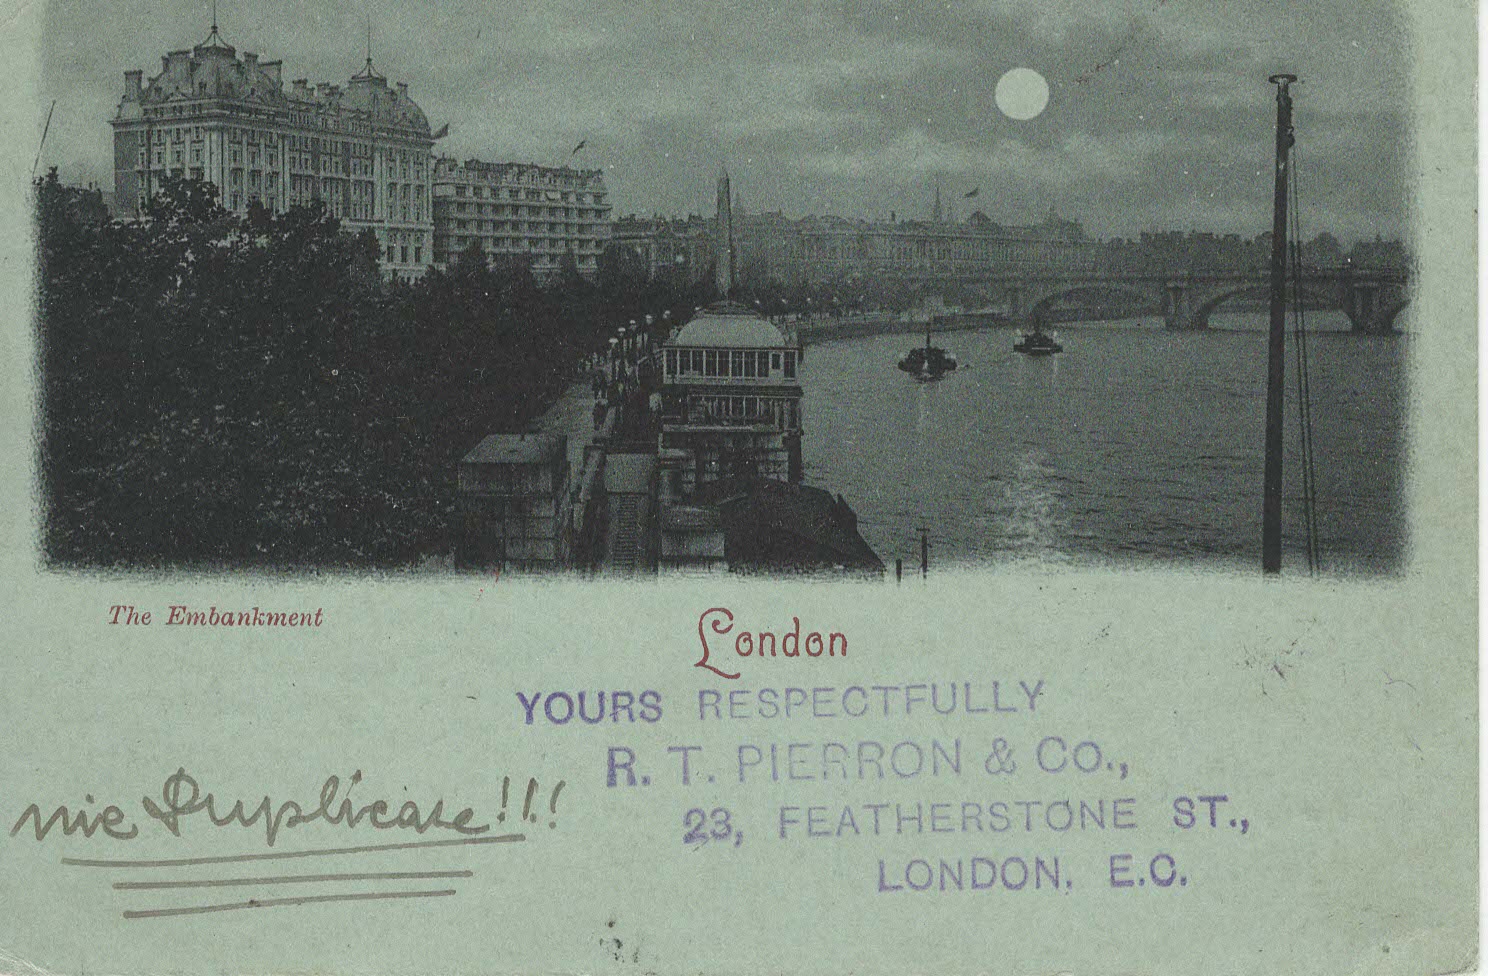 The Embankment
London
YOURS RESPECTFULLY
R. T. PIERRON & CO.,
23, FEATHERSTONE ST.,
LONDON. E.C.
nie Duplicate!!!